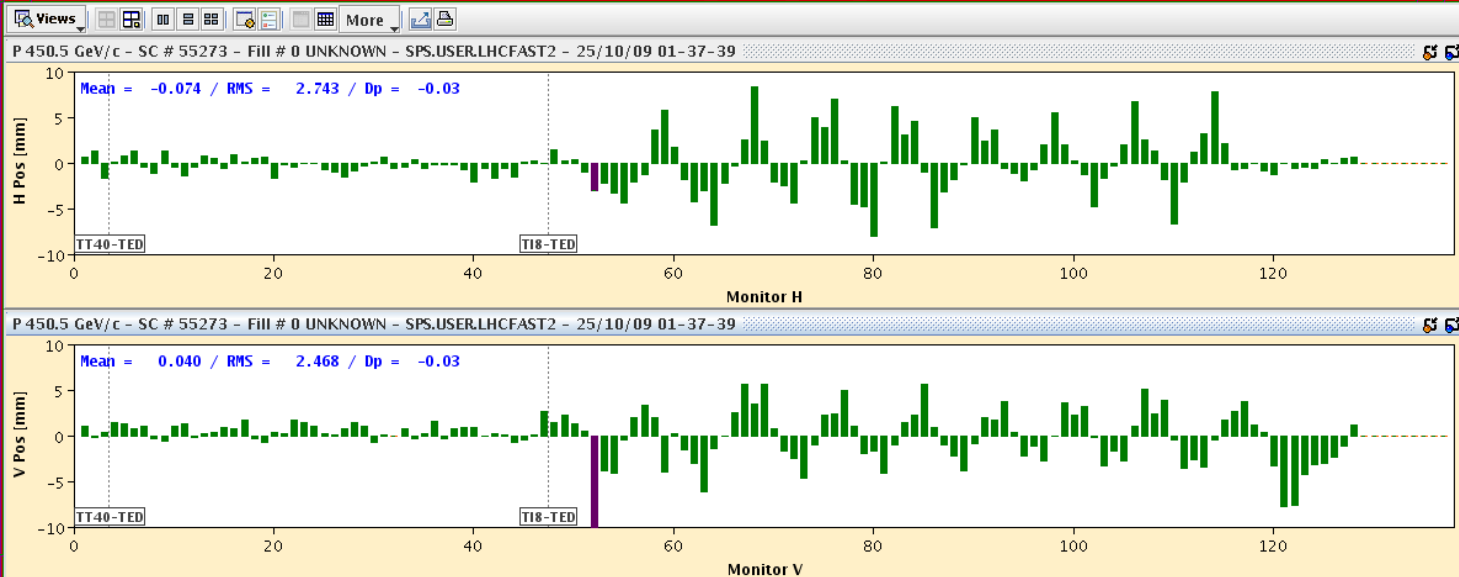 Views More
P 450.5 GeV/c - SC # 55273 - Fill # 0 UNKNOWN - SPS.USER.LHCFAST2 - 25/10/09 01-37-39
Mean = -0.074 / RMS = 2.743 / Dp = -0.03
H Pos [mm]
10
5
0
-5
-10
TT40-TED TI8-TED
0 20 40 60 80 100 120
Monitor H
P 450.5 GeV/c - SC # 55273 - Fill # 0 UNKNOWN - SPS.USER.LHCFAST2 - 25/10/09 01-37-39
Mean = 0.040 / RMS = 2.468 / Dp = -0.03
V Pos [mm]
10
5
0
-5
-10
TT40-TED TI8-TED
0 20 40 60 80 100 120
Monitor V